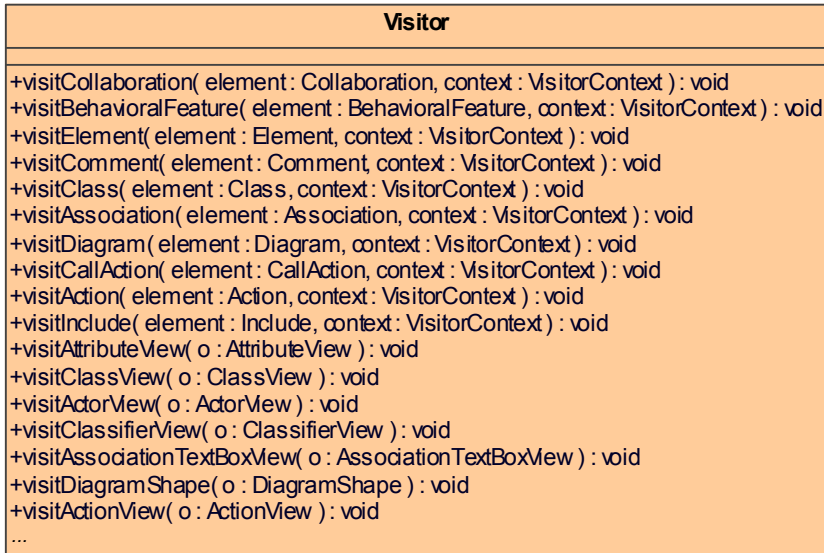 Visitor
+visitCollaboration( element : Collaboration, context : VisitorContext ) : void
+visitBehavioralFeature( element : BehavioralFeature, context : VisitorContext ) : void
+visitElement( element : Element, context : VisitorContext ) : void
+visitComment( element : Comment, context : VisitorContext ) : void
+visitClass( element : Class, context : VisitorContext ) : void
+visitAssociation( element : Association, context : VisitorContext ) : void
+visitDiagram( element : Diagram, context : VisitorContext ) : void
+visitCallAction( element : CallAction, context : VisitorContext ) : void
+visitAction( element : Action, context : VisitorContext ) : void
+visitInclude( element : Include, context : VisitorContext ) : void
+visitAttributeView( o : AttributeView ) : void
+visitClassView( o : ClassView ) : void
+visitActorView( o : ActorView ) : void
+visitClassifierView( o : ClassifierView ) : void
+visitAssociationTextBoxView( o : AssociationTextBoxView ) : void
+visitDiagramShape( o : DiagramShape ) : void
+visitActionView( o : ActionView ) : void
...